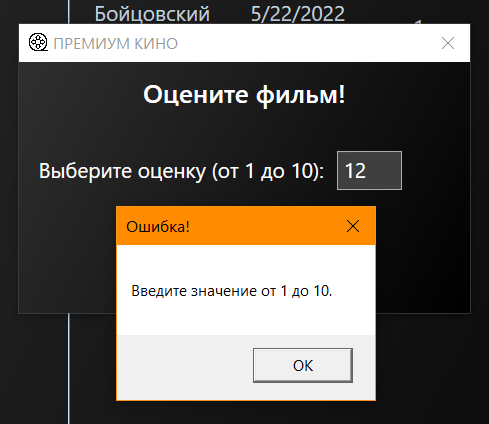 Бойцовский 5/22/2022
ПРЕМИУМ КИНО
Оцените фильм!
Выберите оценку (от 1 до 10): 12
Ошибка!
Введите значение от 1 до 10.
ОК